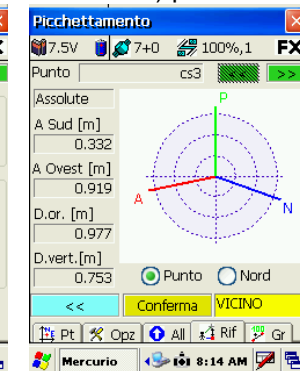 Picchettamento
7.5V 7+0 100%,1 FX
Punto cs3 << >>
Absolute
A Sud [m]
0.332
A Ovest [m]
0.919
D.or. [m]
0.977
D.vert.[m]
0.753
P
A
N
Punto Nord
<< Conferma VICINO
Pt Opz All Rif Gr
Mercurio 8:14 AM